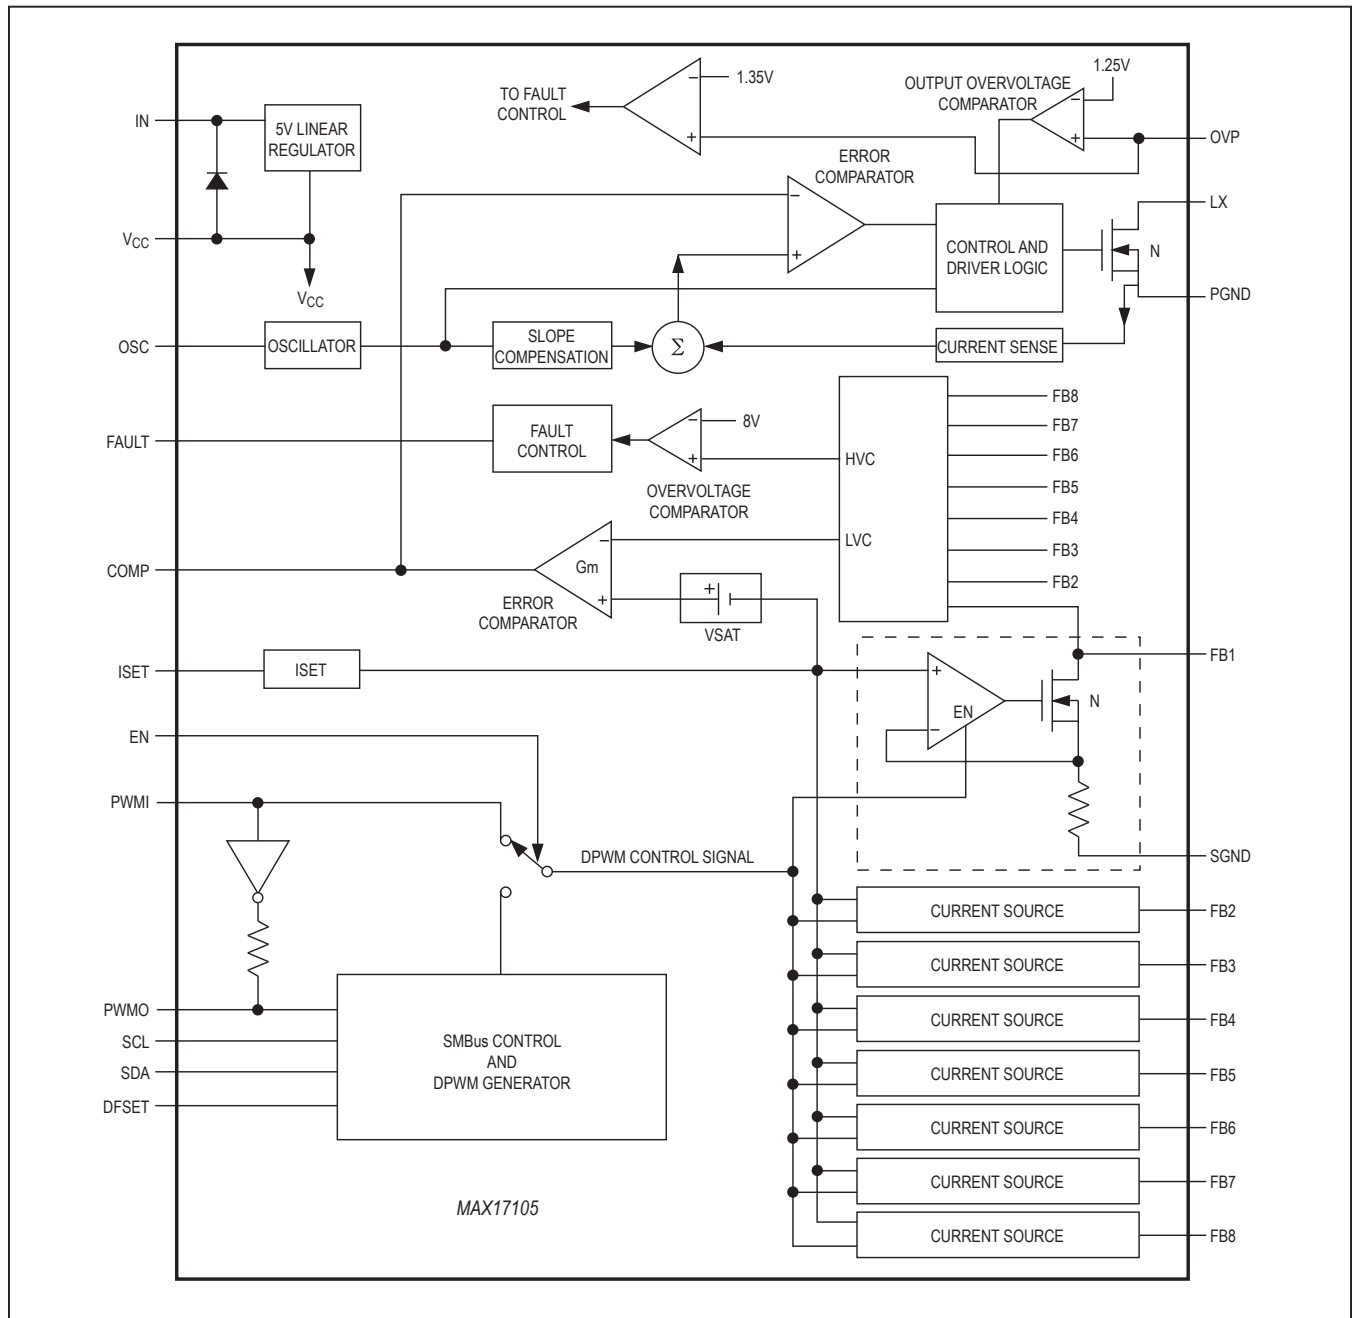 1.35V
TO FAULT
CONTROL
1.25V
OUTPUT OVERVOLTAGE
COMPARATOR
−
+
−
+
IN
5V LINEAR
REGULATOR
OVP
ERROR
COMPARATOR
−
+
LX
CONTROL AND
DRIVER LOGIC
N
VCC
VCC
PGND
OSC
OSCILLATOR
SLOPE
COMPENSATION
Σ
CURRENT SENSE
FAULT
FAULT
CONTROL
−
+
8V
OVERVOLTAGE
COMPARATOR
HVC
LVC
FB8
FB7
FB6
FB5
FB4
FB3
FB2
COMP
Gm
−
+
ERROR
COMPARATOR
+
VSAT
ISET
ISET
+
−
EN
N
FB1
EN
PWMI
DPWM CONTROL SIGNAL
SGND
PWMO
SCL
SDA
DFSET
SMBus CONTROL
AND
DPWM GENERATOR
CURRENT SOURCE
FB2
CURRENT SOURCE
FB3
CURRENT SOURCE
FB4
CURRENT SOURCE
FB5
CURRENT SOURCE
FB6
CURRENT SOURCE
FB7
CURRENT SOURCE
FB8
MAX17105